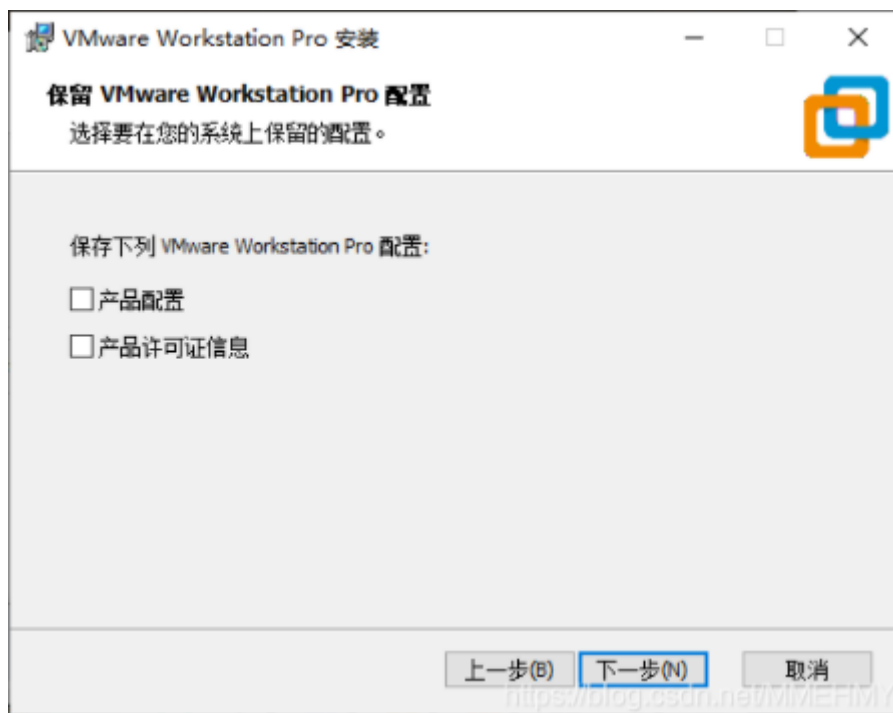 VMware Workstation Pro 安装
保留 VMware Workstation Pro 配置
选择要在您的系统上保留的配置。
保存下列 VMware Workstation Pro 配置:
产品配置
产品许可证信息
上一步(B) 下一步(N) 取消
https://blog.csdn.net/MMEHMY